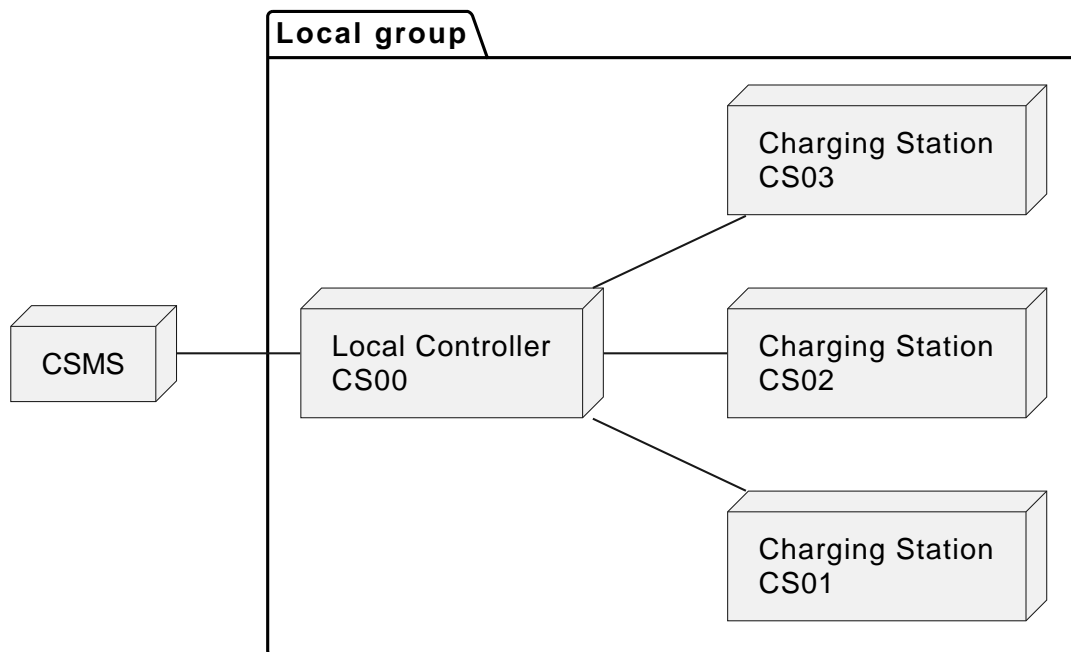 Local group
Charging Station
CS03
CSMS
Local Controller
CS00
Charging Station
CS02
Charging Station
CS01